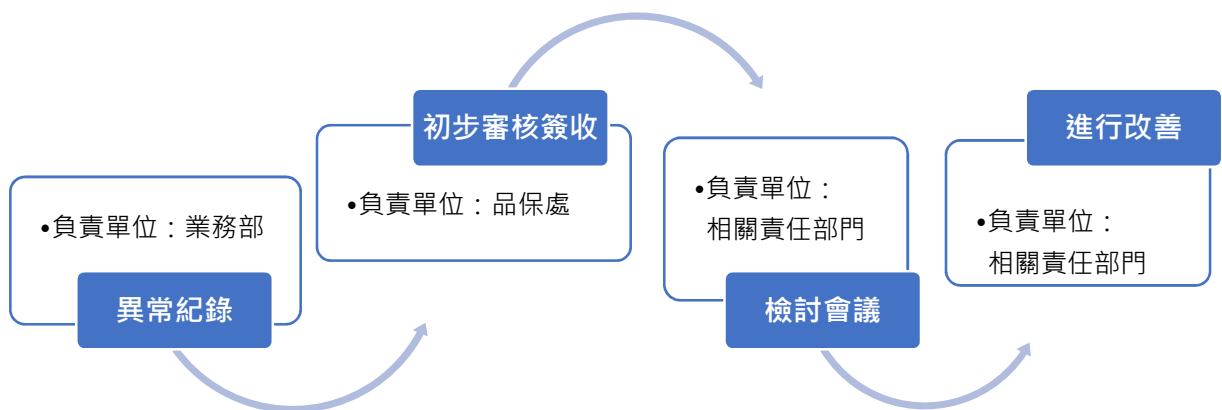 •負責單位：業務部
異常紀錄
初步審核簽收
•負責單位：品保處
•負責單位：
相關責任部門
檢討會議
進行改善
•負責單位：
相關責任部門